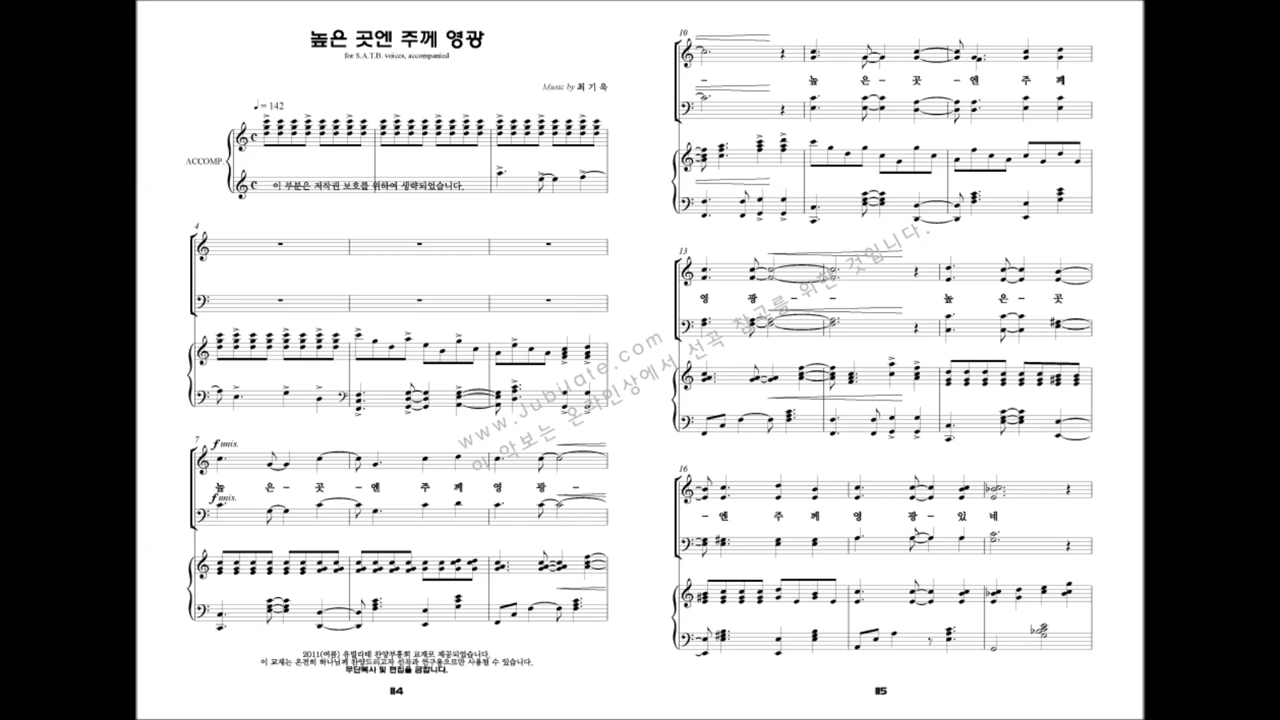 높은 곳엔 주께 영광
for S.A.T.B. voices, accompanied
Music by 최 기 욱
♩= 142
ACCOMP.
이 부분은 저작권 보호를 위하여 생략되었습니다.
4
7
f unis.
높 은- 곳- 엔 주 께 영 광-
f unis.
2011(여름) 유빌라테 찬양부흥회 교재로 제공되었습니다.
이 교재는 온전히 하나님께 찬양드리고자 선곡과 연구용으로만 사용될 수 있습니다.
무단복사 및 편집을 금합니다.
114
10
- 높 은- 곳- 엔 주 께
13
영 광- - 높 은- 곳
16
-엔 주 께 영 광- 있 네
115
www.Jubilate.com
이 악보는 온라인상에서 선곡 참고를 위한 것입니다.